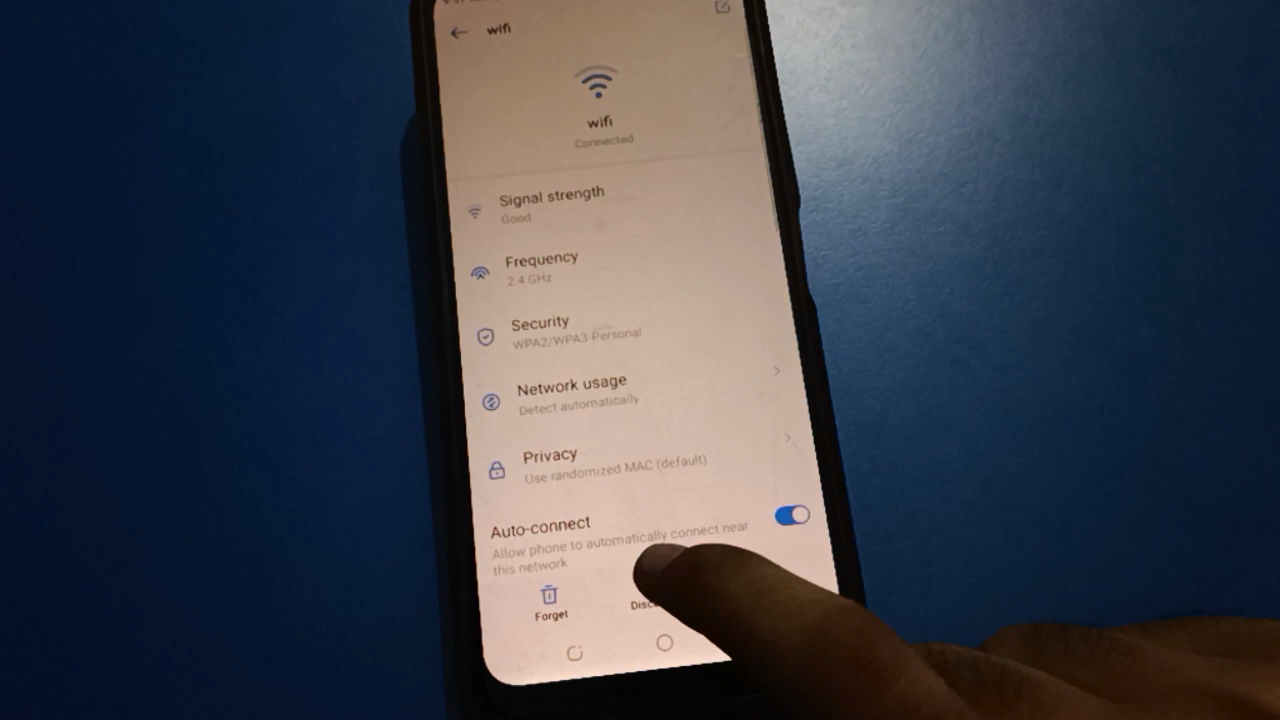 wifi
wifi
Connected
Signal strength
Good
Frequency
2.4 GHz
Security
WPA2/WPA3-Personal
Network usage
Detect automatically
Privacy
Use randomized MAC (default)
Auto-connect
Allow phone to automatically connect near
this network
Forget